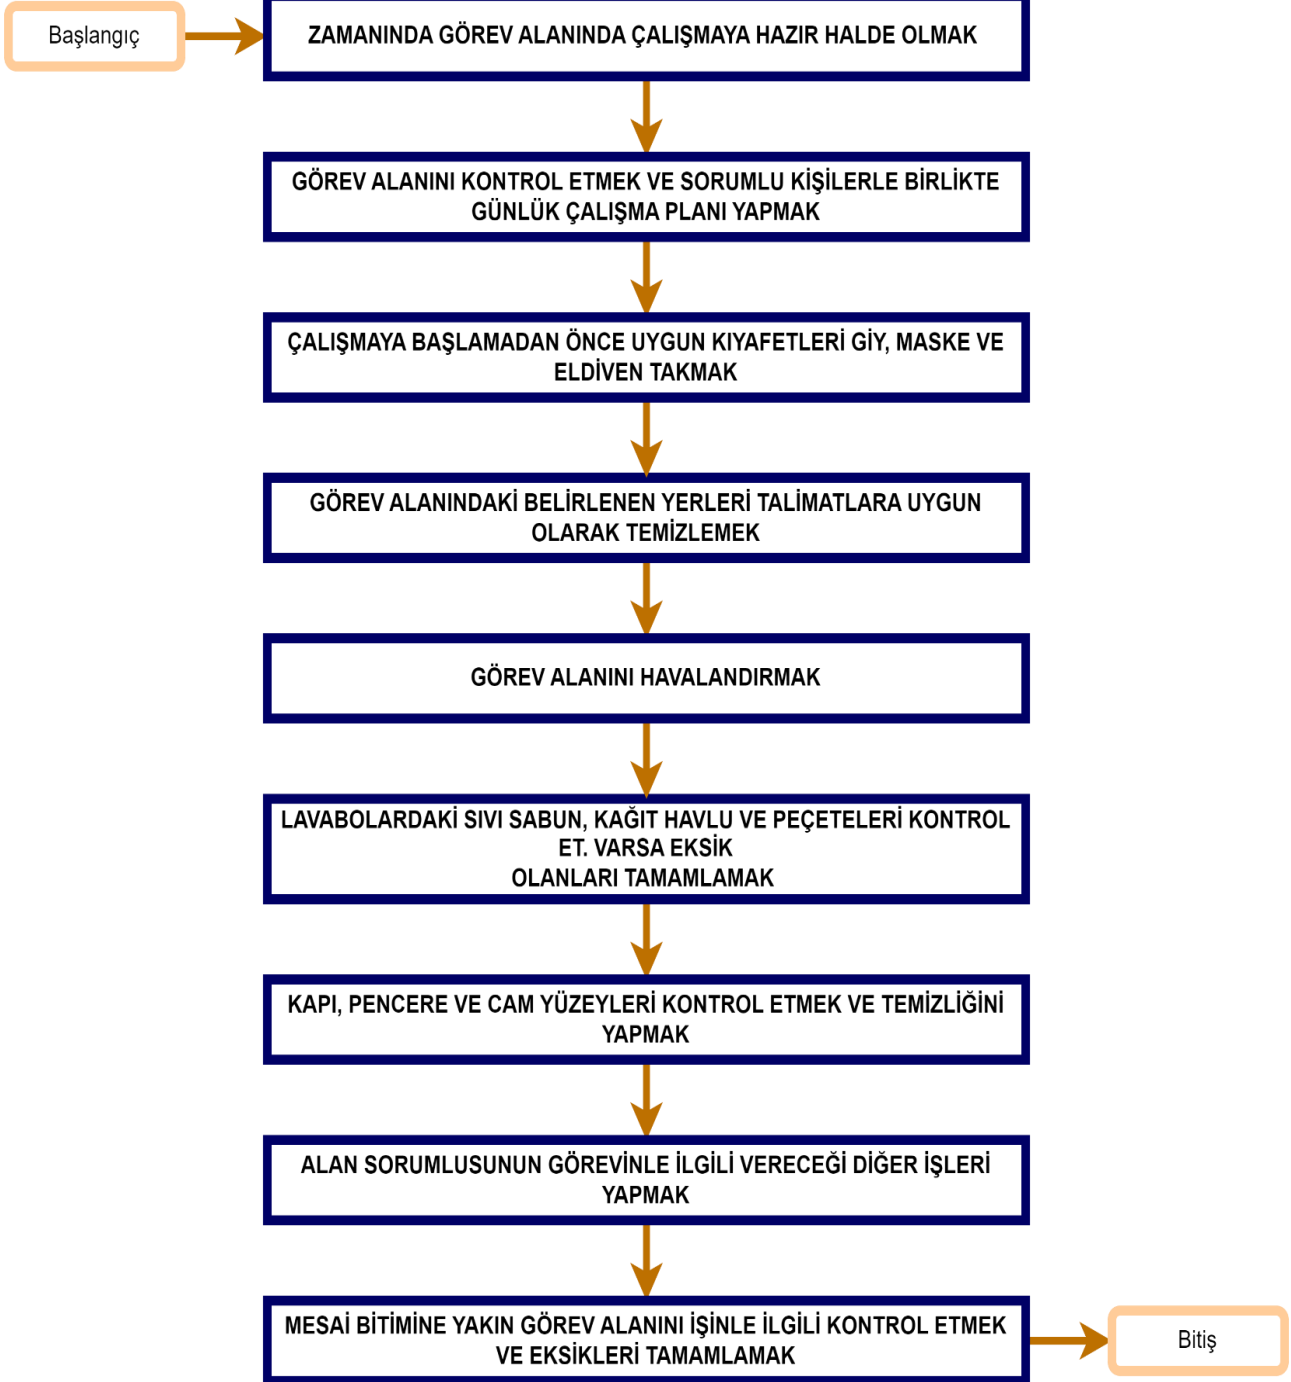 Başlangıç
ZAMANINDA GÖREV ALANINDA ÇALIŞMAYA HAZIR HALDE OLMAK
GÖREV ALANINI KONTROL ETMEK VE SORUMLU KİŞİLERLE BİRLİKTE
GÜNLÜK ÇALIŞMA PLANI YAPMAK
ÇALIŞMAYA BAŞLAMADAN ÖNCE UYGUN KIYAFETLERİ GİY, MASKE VE
ELDİVEN TAKMAK
GÖREV ALANINDAKİ BELİRLENEN YERLERİ TALİMATLARA UYGUN
OLARAK TEMİZLEMEK
GÖREV ALANINI HAVALANDIRMAK
LAVABOLARDAKİ SIVI SABUN, KAĞIT HAVLU VE PEÇETELERİ KONTROL
ET. VARSA EKSİK
OLANLARI TAMAMLAMAK
KAPI, PENCERE VE CAM YÜZEYLERİ KONTROL ETMEK VE TEMİZLİĞİNİ
YAPMAK
ALAN SORUMLUSUNUN GÖREVİNLE İLGİLİ VERECEĞİ DİĞER İŞLERİ
YAPMAK
MESAİ BİTİMİNE YAKIN GÖREV ALANINI İŞİNLE İLGİLİ KONTROL ETMEK
VE EKSİKLERİ TAMAMLAMAK
Bitiş